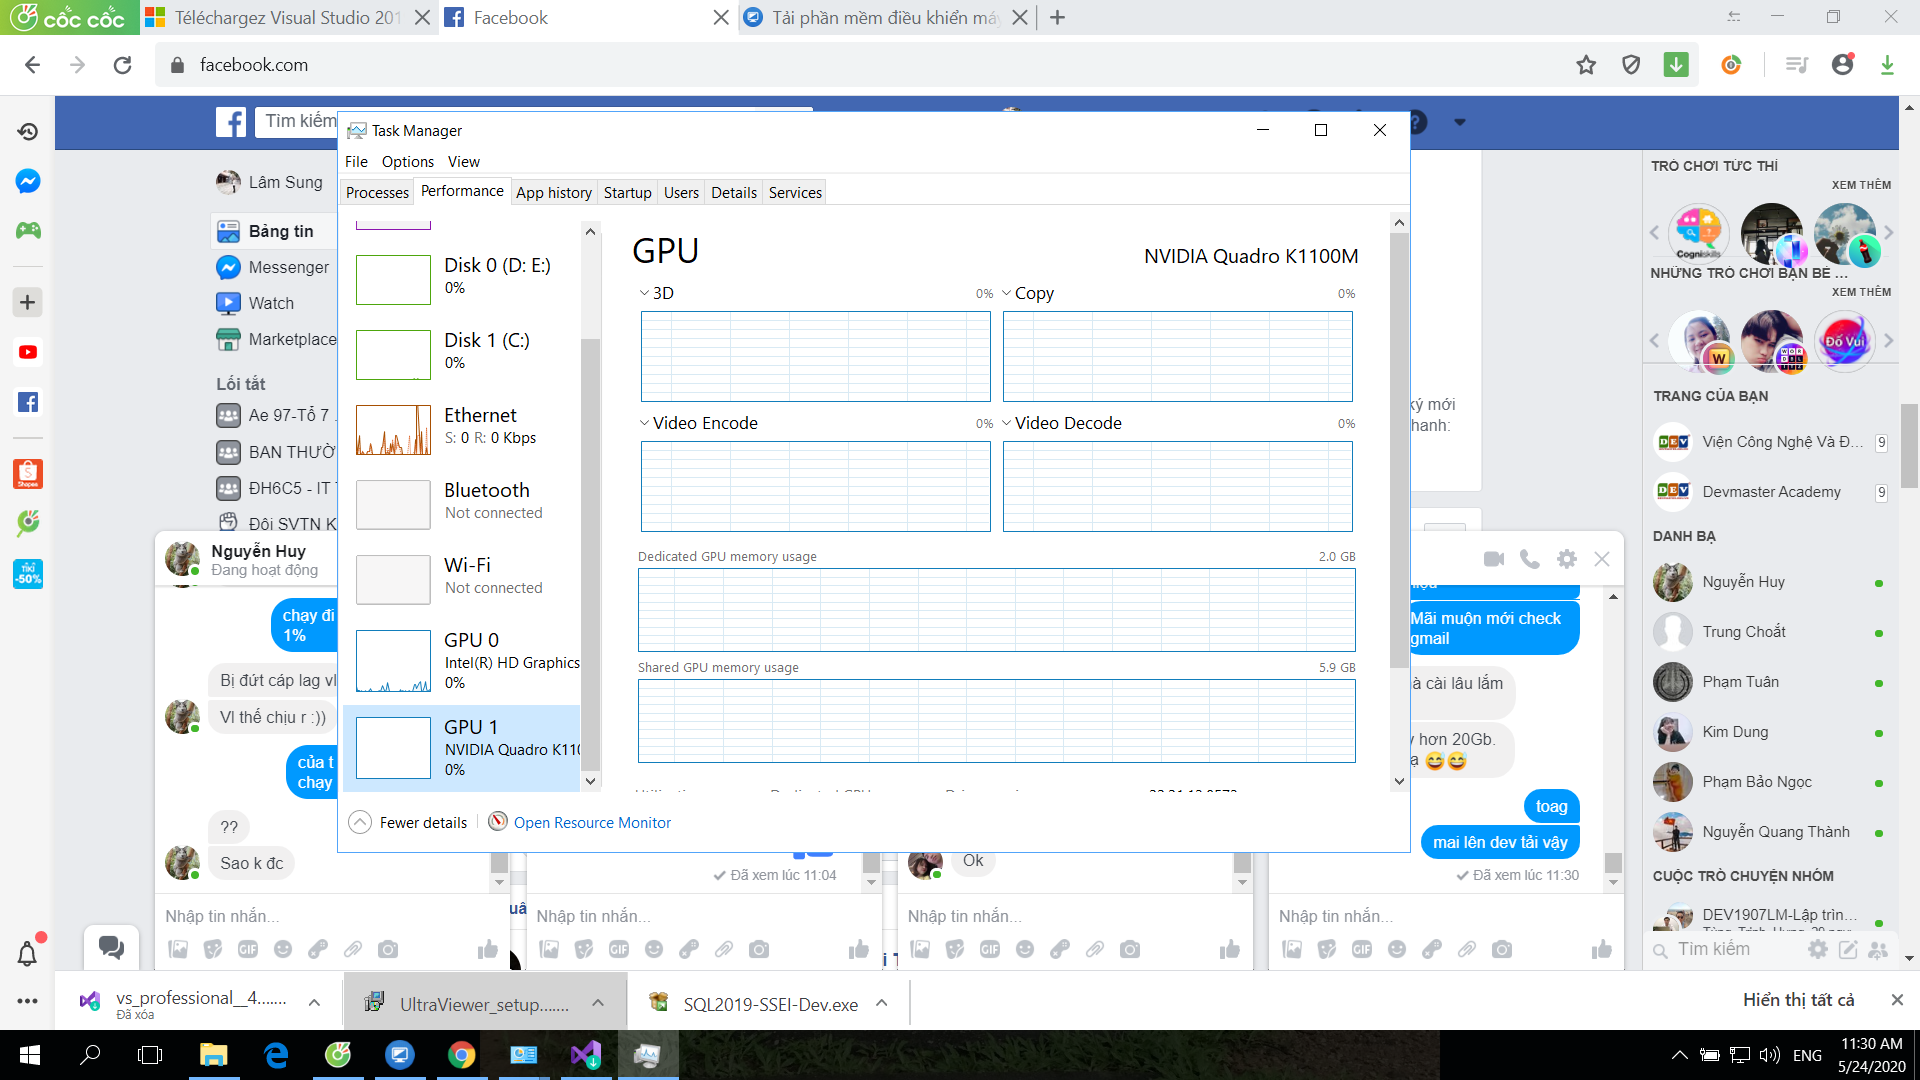 cốc cốc
Téléchargez Visual Studio 201
Facebook
Tải phần mềm điều khiển máy
facebook.com
Tìm kiếm
Task Manager
File Options View
Processes Performance App history Startup Users Details Services
Lâm Sung
Bảng tin
Messenger
Watch
Marketplace
Lối tắt
Ae 97-Tổ 7
BAN THƯỜ
ĐH6C5 - IT
Đội SVTN K
Disk 0 (D: E:)
0%
Disk 1 (C:)
0%
Ethernet
S: 0 R: 0 Kbps
Bluetooth
Not connected
Wi-Fi
Not connected
GPU 0
Intel(R) HD Graphics
0%
GPU 1
NVIDIA Quadro K110
0%
GPU
NVIDIA Quadro K1100M
3D 0%
Copy 0%
Video Encode 0%
Video Decode 0%
Dedicated GPU memory usage 2.0 GB
Shared GPU memory usage 5.9 GB
Fewer details
Open Resource Monitor
TRÒ CHƠI TỨC THÌ
XEM THÊM
Cogniskills
NHỮNG TRÒ CHƠI BẠN BÈ ...
XEM THÊM
Đố Vui
TRANG CỦA BẠN
Viện Công Nghệ Và Đ... 9
Devmaster Academy 9
DANH BẠ
Nguyễn Huy
Trung Choắt
Phạm Tuân
Kim Dung
Phạm Bảo Ngọc
Nguyễn Quang Thành
CUỘC TRÒ CHUYỆN NHÓM
DEV1907LM-Lập trìn...
Tìm kiếm
ký mới
hanh:
Nguyễn Huy
Đang hoạt động
chạy đi
1%
Bị đứt cáp lag vl
Vl thế chịu r :))
của t
chạy
??
Sao k đc
Nhập tin nhắn...
GIF
Đã xem lúc 11:04
Nhập tin nhắn...
GIF
Ok
Nhập tin nhắn...
GIF
Mãi muộn mới check
gmail
à cài lâu lắm
hơn 20Gb.
toag
mai lên dev tải vậy
Đã xem lúc 11:30
Nhập tin nhắn...
GIF
Shopee
TIKI
-50%
vs_professional__4.......
Đã xóa
UltraViewer_setup.......
SQL2019-SSEI-Dev.exe
Hiển thị tất cả
ENG
11:30 AM
5/24/2020